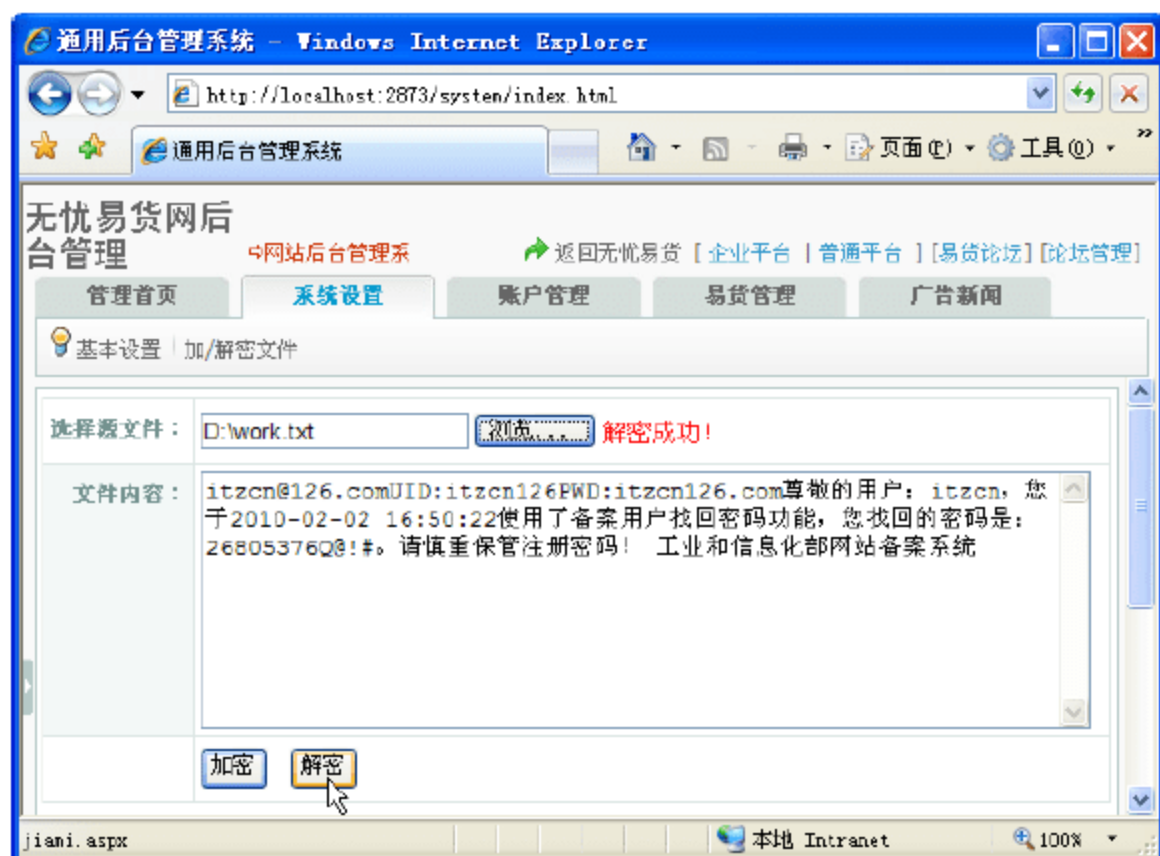 通用后台管理系统 - Windows Internet Explorer
http://localhost:2873/systen/index.html
通用后台管理系统
页面(P)
工具(O)
»
无忧易货网后
台管理
⇨网站后台管理系
返回无忧易货 [ 企业平台 | 普通平台 ] [易货论坛] [论坛管理]
管理首页 系统设置 账户管理 易货管理 广告新闻
基本设置 加/解密文件
选择源文件： D:\work.txt 浏览... 解密成功!
文件内容： itzcn@126.comUID:itzcn126PWD:itzcn126.com尊敬的用户：itzcn，您
于2010-02-02 16:50:22使用了备案用户找回密码功能，您找回的密码是：
26805376Q@!#。请慎重保管注册密码！ 工业和信息化部网站备案系统
加密 解密
jiami.aspx 本地 Intranet 100%